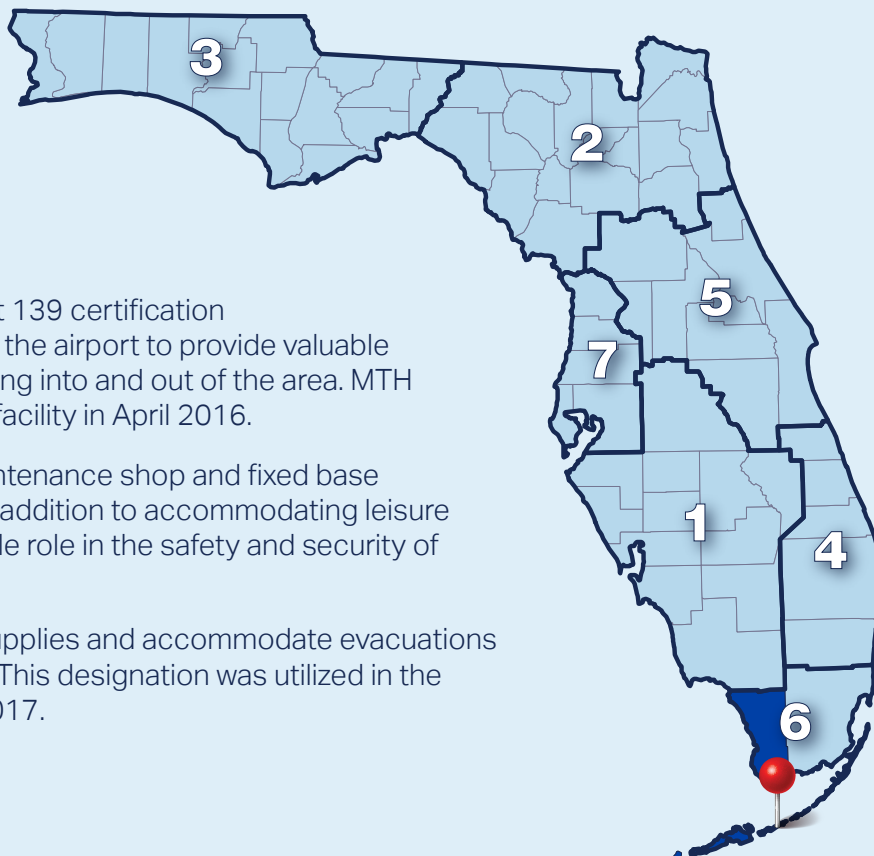 3
2
5
t 139 certification
the airport to provide valuable
ing into and out of the area. MTH
7
facility in April 2016.
ntenance shop and fixed base
addition to accommodating leisure
1
le role in the safety and security of
4
upplies and accommodate evacuations
This designation was utilized in the
017.
6